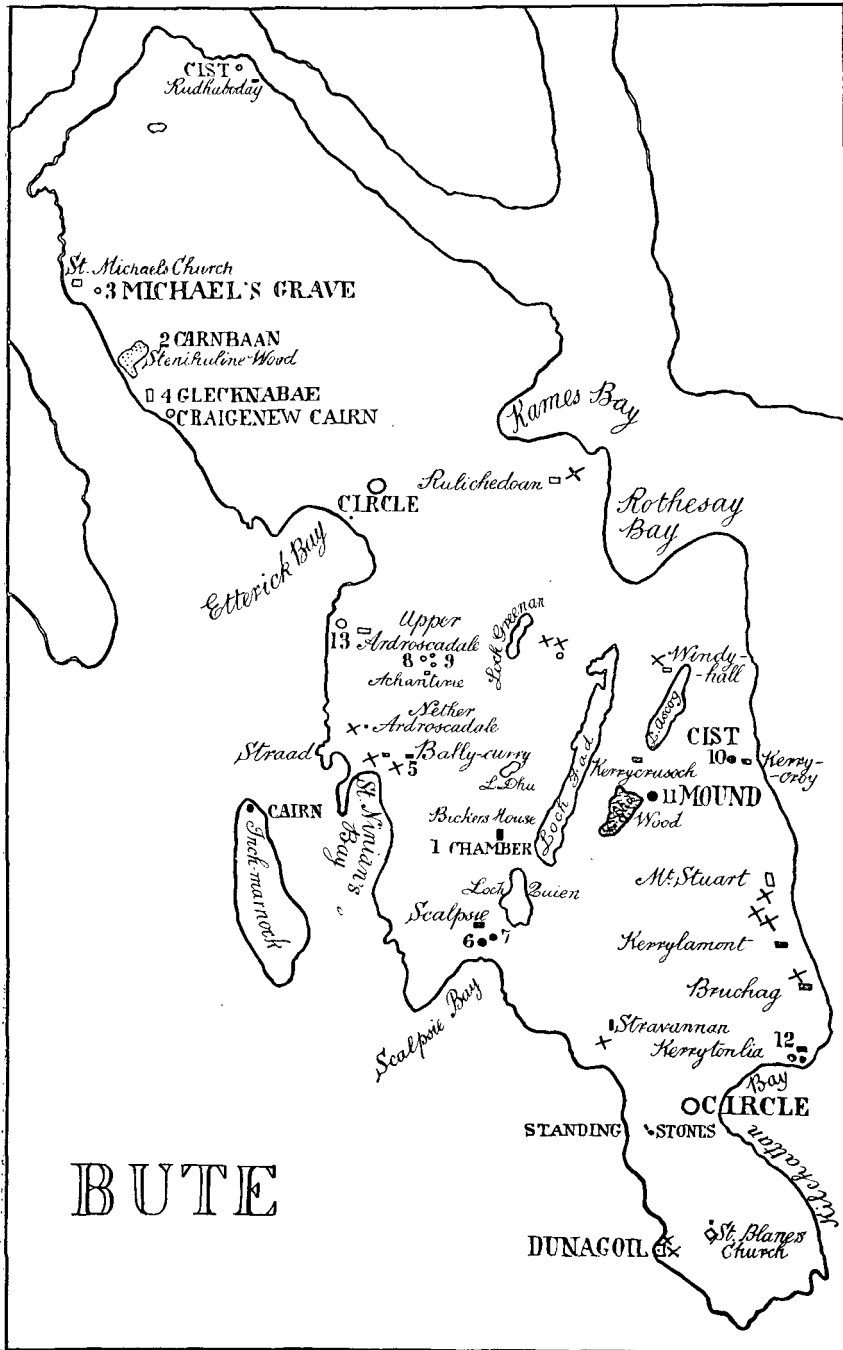 CIST
Rudhaboday
St. Michaels Church
3 MICHAEL'S GRAVE
2 CARNBAAN
Stenihuline Wood
4 GLECKNABAE
CRAIGENEW CAIRN
Kames Bay
Rulichedoan
CIRCLE
Rothesay
Bay
Etterick Bay
Upper
13 Ardroscadale
8 9
Achantirie
Lock Greenan
Windy-
-hall
L. Ascog
Nether
Ardroscadale
CIST
10 Kerry-
-croy
Straad
Bally-curry
5
L. Dhu
Kerrycrusoch
Loch Fad
11 MOUND
Wood
CAIRN
Inch-marnock
St. Ninian's
Bay
Bickers House
1 CHAMBER
Loch Quien
Mt. Stuart
Scalpsie
6 7
Kerrylamont
Bruchag
Scalpsie Bay
Stravannan
12
Kerrytonlia
Bay
CIRCLE
Kilchattan
STANDING STONES
BUTE
DUNAGOIL
St. Blanes
Church